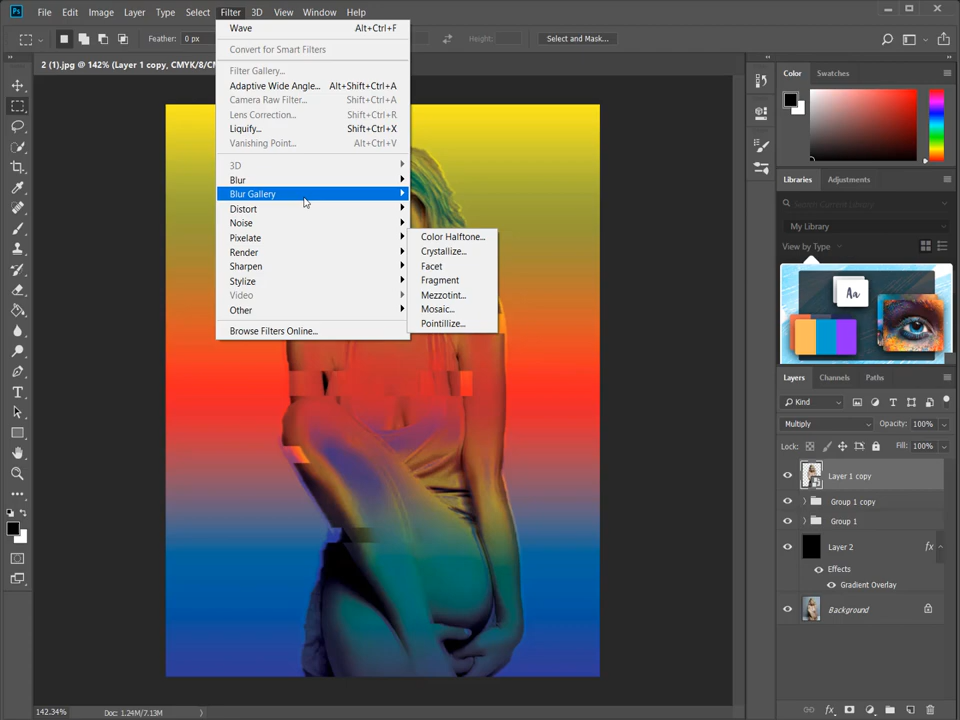 Ps File Edit Image Layer Type Select Filter 3D View Window Help
Feather: 0 px
Height:
Select and Mask...
2 (1).jpg @ 142% (Layer 1 copy, CMYK/8/C
Wave Alt+Ctrl+F
Convert for Smart Filters
Filter Gallery...
Adaptive Wide Angle... Alt+Shift+Ctrl+A
Camera Raw Filter... Shift+Ctrl+A
Lens Correction... Shift+Ctrl+R
Liquify... Shift+Ctrl+X
Vanishing Point... Alt+Ctrl+V
3D
Blur
Blur Gallery
Distort
Noise
Pixelate
Render
Sharpen
Stylize
Video
Other
Browse Filters Online...
Color Halftone...
Crystallize...
Facet
Fragment
Mezzotint...
Mosaic...
Pointillize...
Color Swatches
Libraries Adjustments
Search Current Library
My Library
View by Type
Aa
Layers Channels Paths
Kind
Multiply Opacity: 100%
Lock: Fill: 100%
Layer 1 copy
Group 1 copy
Group 1
Layer 2 fx
Effects
Gradient Overlay
Background
142.34% Doc: 1.24M/7.13M
fx